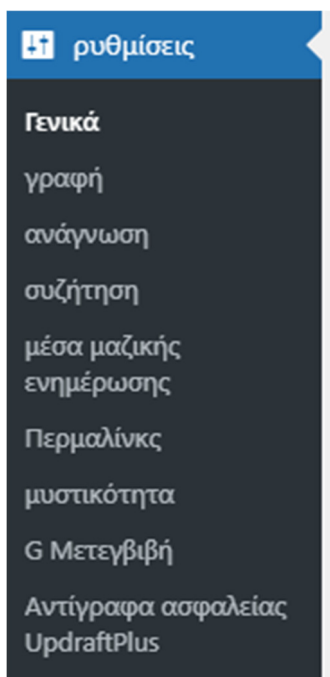 ρυθμίσεις
Γενικά
γραφή
ανάγνωση
συζήτηση
μέσα μαζικής
ενημέρωσης
Περμαλίνκς
μυστικότητα
G Μετεγβιβή
Αντίγραφα ασφαλείας
UpdraftPlus